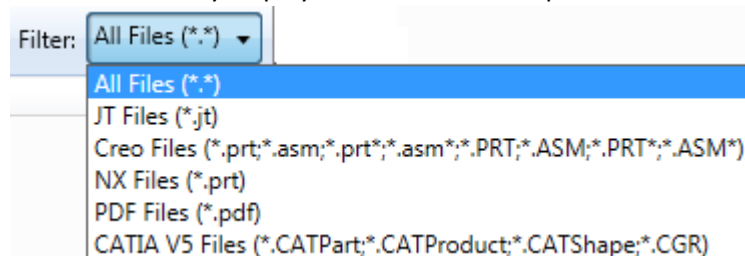 Filter: All Files (*.*)
All Files (*.*)
JT Files (*.jt)
Creo Files (*.prt;*.asm;*.prt*;*.asm*;*.PRT;*.ASM;*.PRT*;*.ASM*)
NX Files (*.prt)
PDF Files (*.pdf)
CATIA V5 Files (*.CATPart;*.CATProduct;*.CATShape;*.CGR)